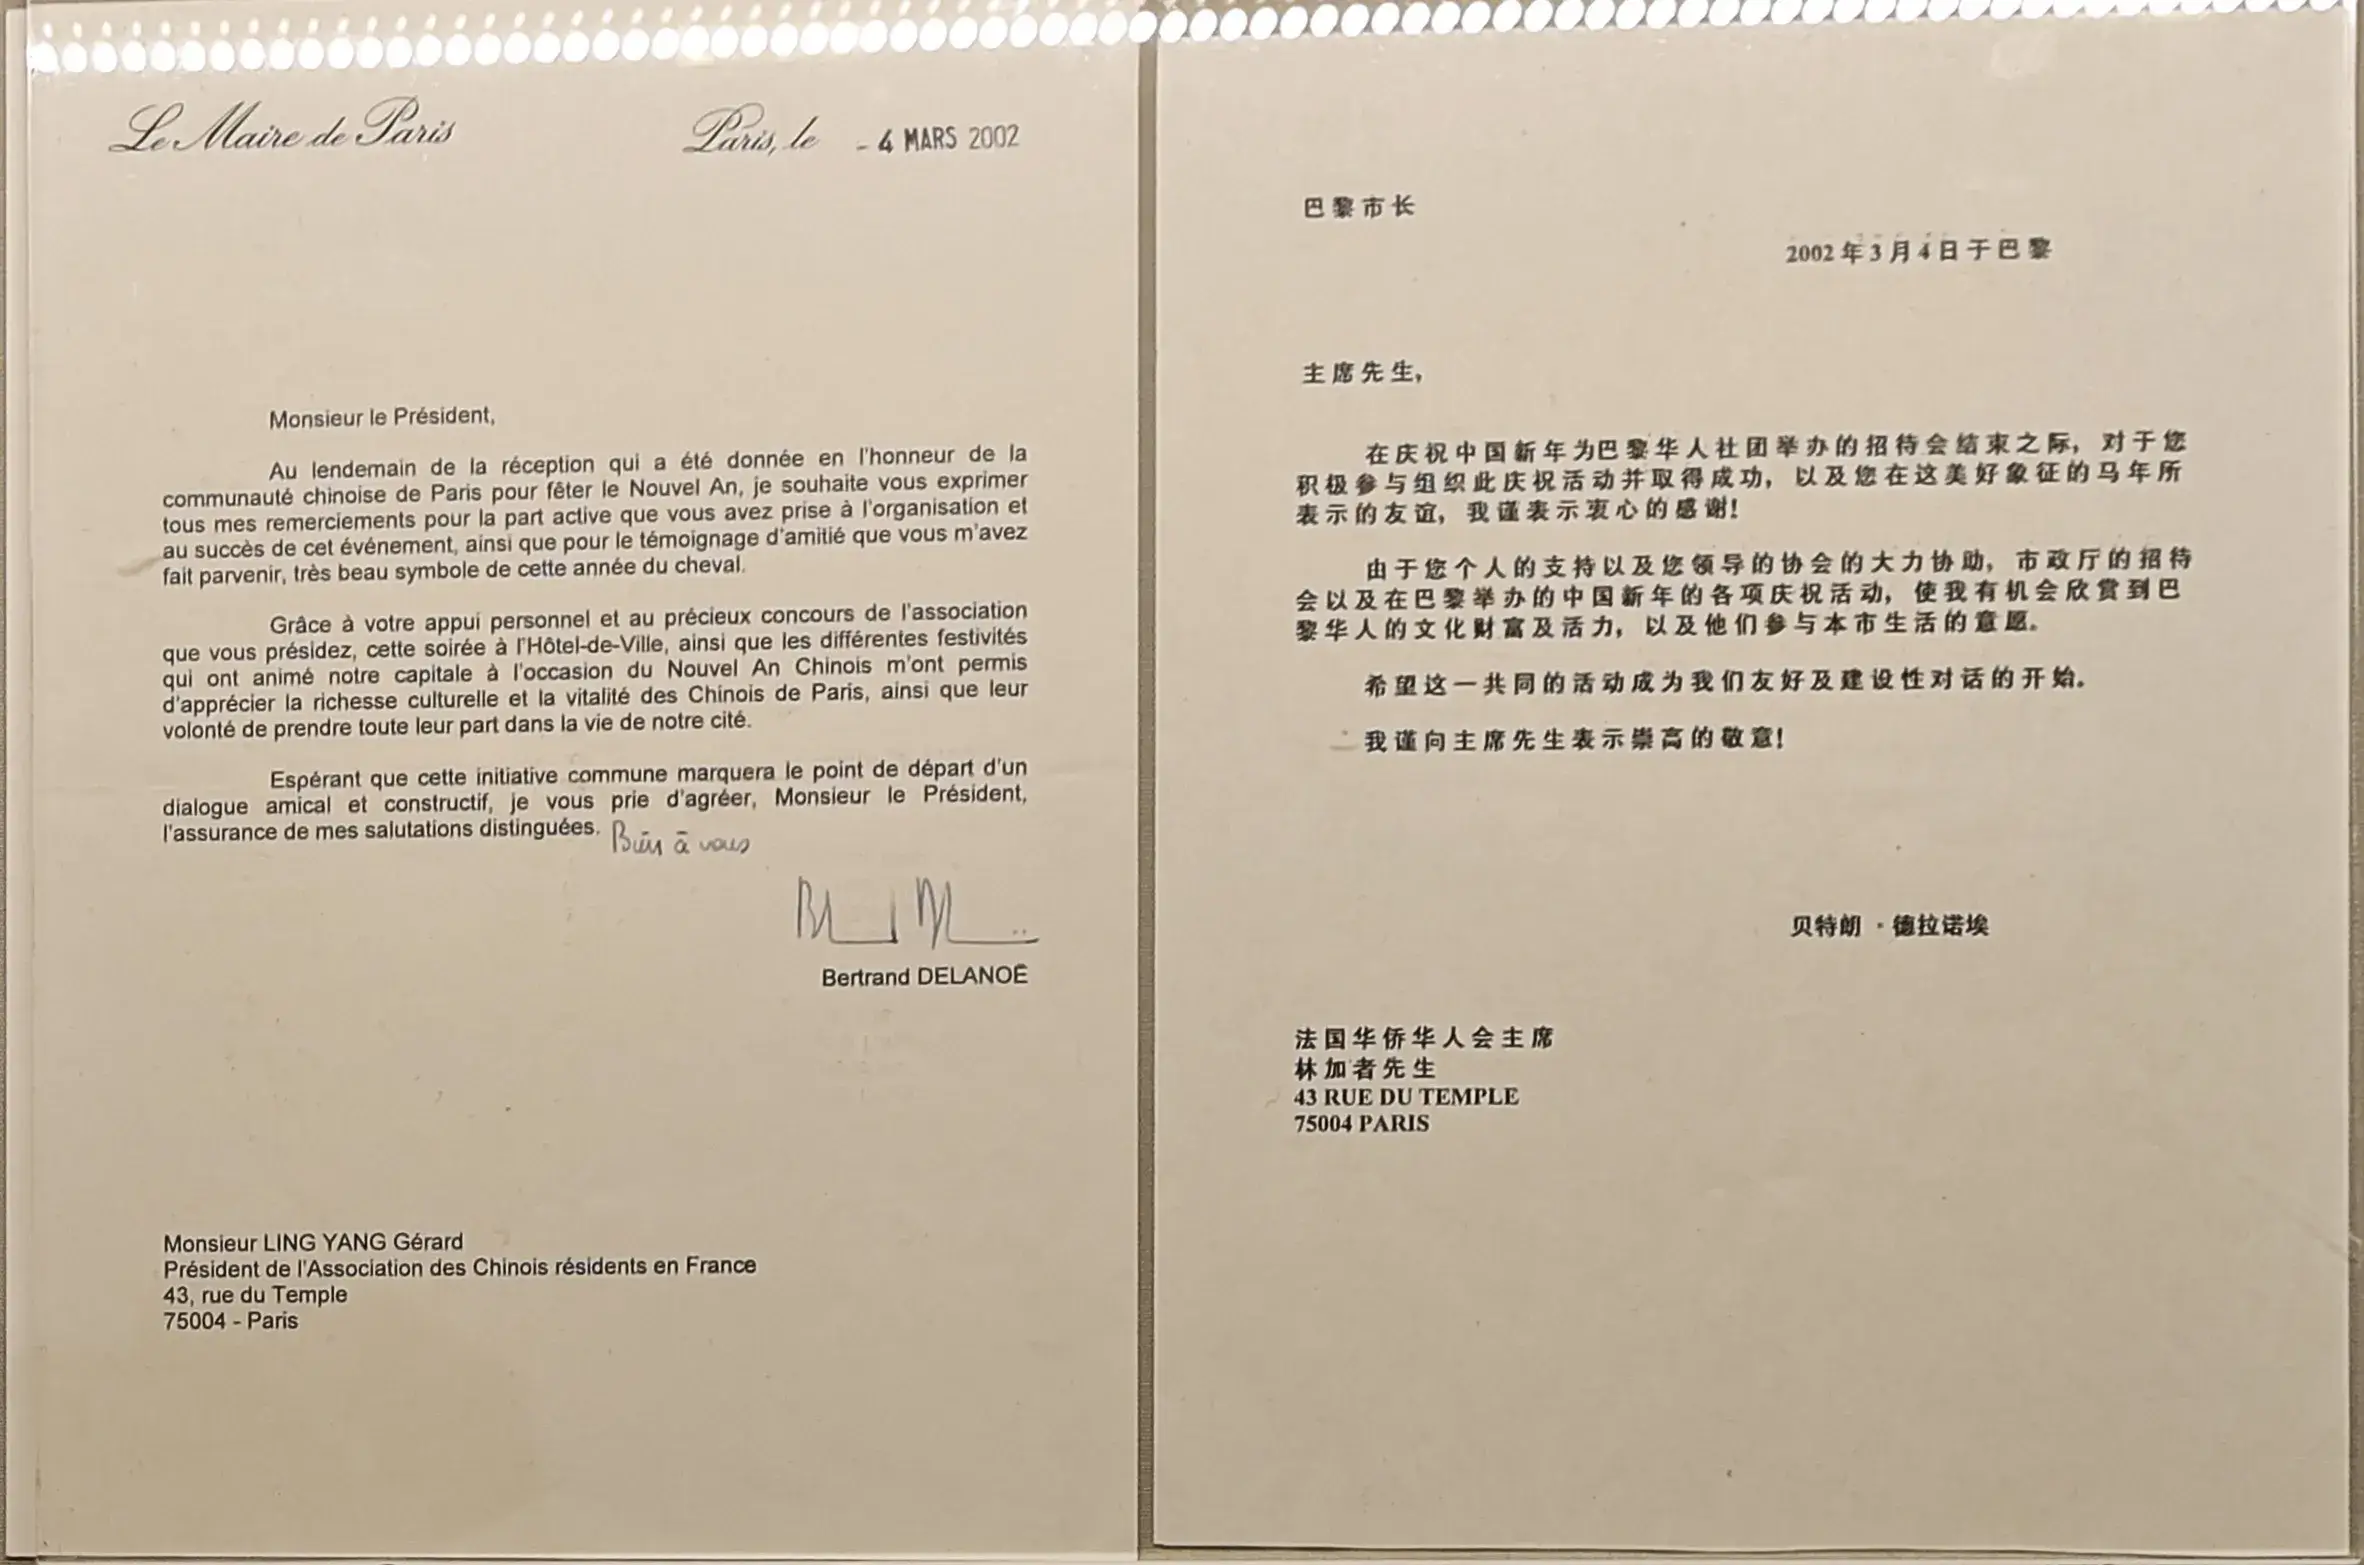 Le Maire de Paris
Paris, le - 4 MARS 2002
Monsieur le Président,
Au lendemain de la réception qui a été donnée en l'honneur de la
communauté chinoise de Paris pour fêter le Nouvel An, je souhaite vous exprimer
tous mes remerciements pour la part active que vous avez prise à l'organisation et
au succès de cet événement, ainsi que pour le témoignage d'amitié que vous m'avez
fait parvenir, très beau symbole de cette année du cheval.
Grâce à votre appui personnel et au précieux concours de l'association
que vous présidez, cette soirée à l'Hôtel-de-Ville, ainsi que les différentes festivités
qui ont animé notre capitale à l'occasion du Nouvel An Chinois m'ont permis
d'apprécier la richesse culturelle et la vitalité des Chinois de Paris, ainsi que leur
volonté de prendre toute leur part dans la vie de notre cité.
Espérant que cette initiative commune marquera le point de départ d'un
dialogue amical et constructif, je vous prie d'agréer, Monsieur le Président,
l'assurance de mes salutations distinguées. Bien à vous
Bertrand DELANOË
Monsieur LING YANG Gérard
Président de l'Association des Chinois résidents en France
43, rue du Temple
75004 - Paris
巴黎市长
2002年3月4日于巴黎
主席先生，
在庆祝中国新年为巴黎华人社团举办的招待会结束之际，对于您
积极参与组织此庆祝活动并取得成功，以及您在这美好象征的马年所
表示的友谊，我谨表示衷心的感谢！
由于您个人的支持以及您领导的协会的大力协助，市政厅的招待
会以及在巴黎举办的中国新年的各项庆祝活动，使我有机会欣赏到巴
黎华人的文化财富及活力，以及他们参与本市生活的意愿。
希望这一共同的活动成为我们友好及建设性对话的开始。
我谨向主席先生表示崇高的敬意！
贝特朗·德拉诺埃
法国华侨华人会主席
林加者先生
43 RUE DU TEMPLE
75004 PARIS